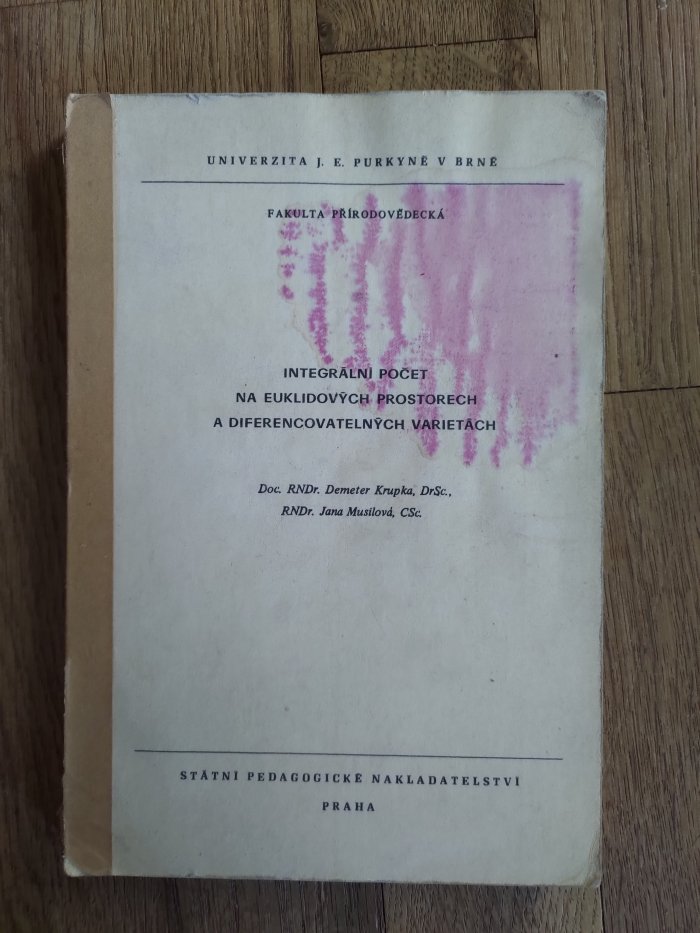 UNIVERZITA J. E. PURKYNĚ V BRNĚ
FAKULTA PŘÍRODOVĚDECKÁ
INTEGRÁLNÍ POČET
NA EUKLIDOVÝCH PROSTORECH
A DIFERENCOVATELNÝCH VARIETÁCH
Doc. RNDr. Demeter Krupka, DrSc.,
RNDr. Jana Musilová, CSc.
STÁTNÍ PEDAGOGICKÉ NAKLADATELSTVÍ
PRAHA